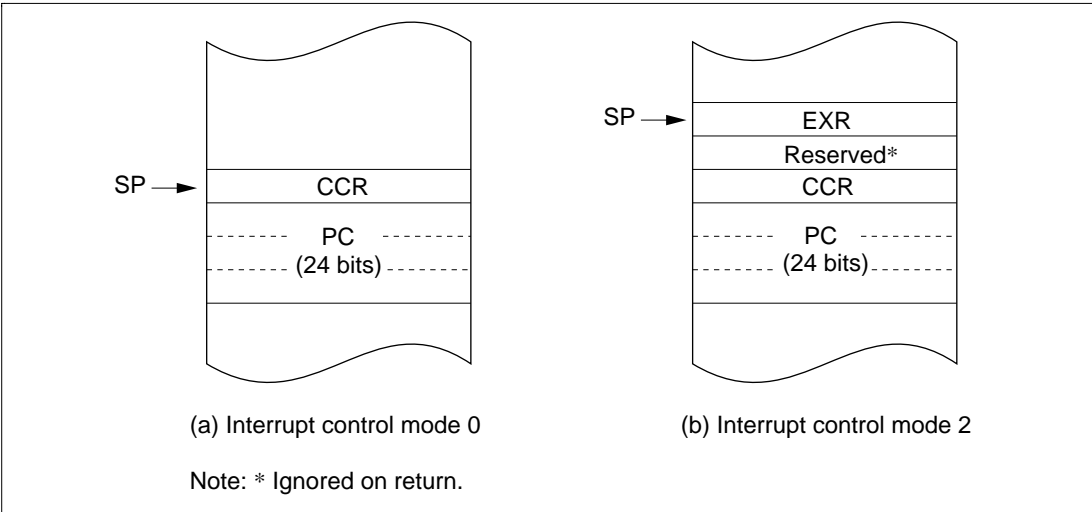 SP
CCR
PC
(24 bits)
(a) Interrupt control mode 0
SP
EXR
Reserved*
CCR
PC
(24 bits)
(b) Interrupt control mode 2
Note: * Ignored on return.